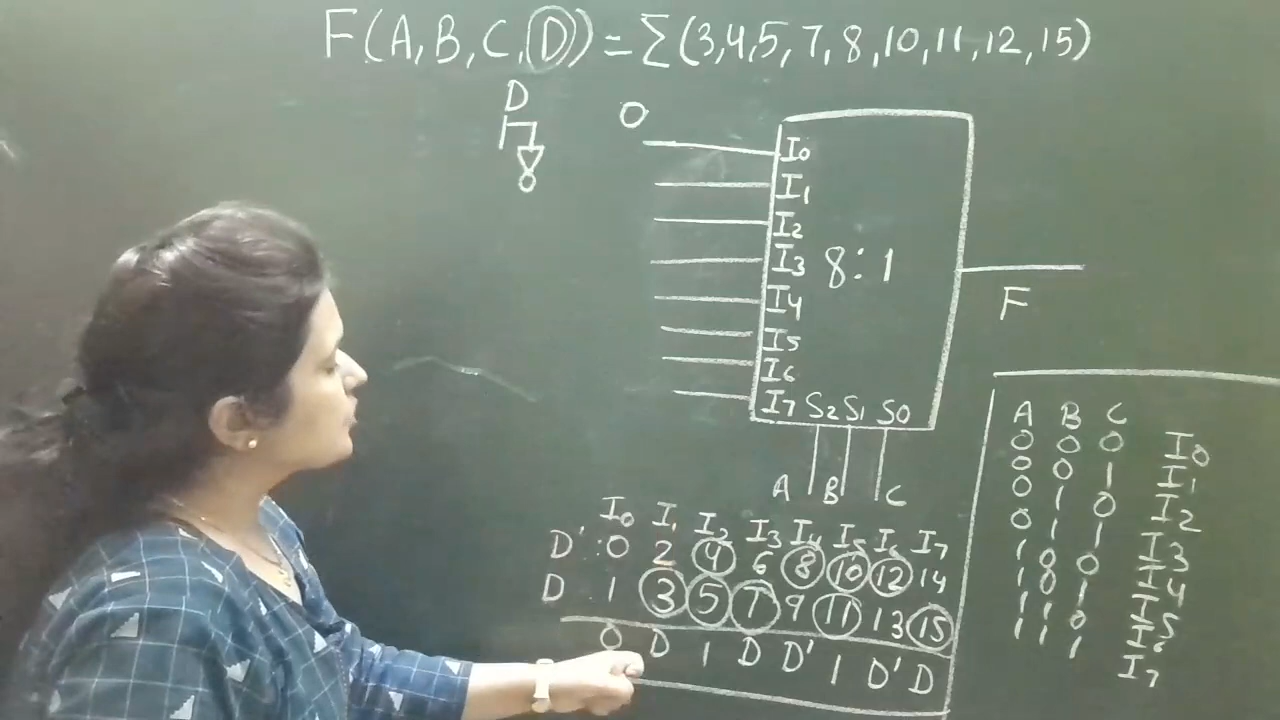 F(A,B,C,D) = Σ(3,4,5,7,8,10,11,12,15)
D
0
I0
I1
I2
I3
8:1
I4
I5
I6
I7 S2 S1 S0
F
A B C
I0 I1 I2 I3 I4 I5 I6 I7
D' 0 2 4 6 8 10 12 14
D 1 3 5 7 9 11 13 15
0 D 1 D D' 1 D' D
A B C
0 0 0 I0
0 0 1 I1
0 1 0 I2
0 1 1 I3
1 0 0 I4
1 0 1 I5
1 1 0 I6
1 1 1 I7